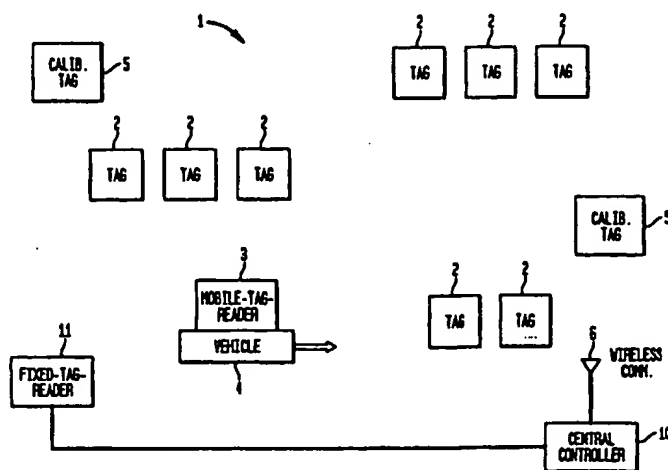 1
2 2 2
CALIB.
TAG
5
TAG TAG TAG
2 2 2
TAG TAG TAG
CALIB.
TAG
5
3
MOBILE-TAG-
READER
VEHICLE
4
2 2
TAG TAG
....
11
FIXED-TAG-
READER
6
WIRELESS
COMM.
CENTRAL
CONTROLLER
10